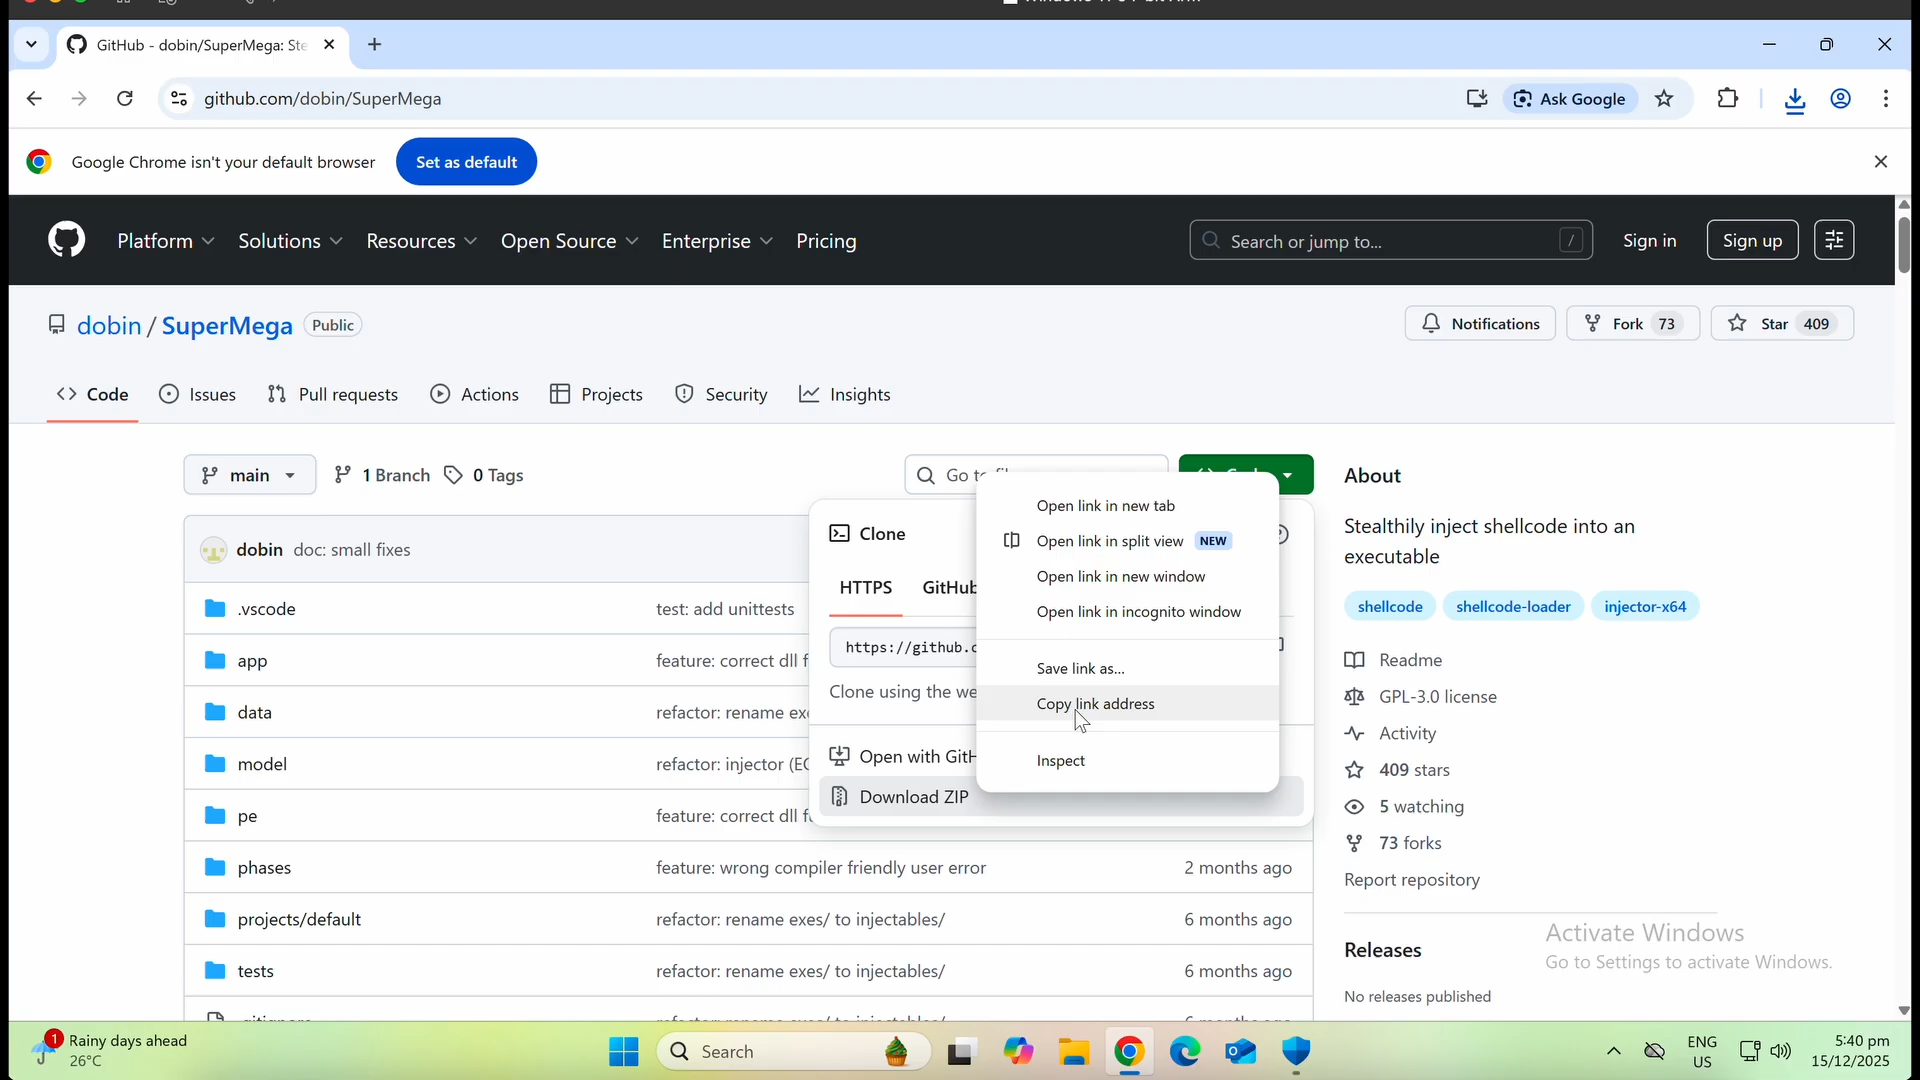 GitHub - dobin/SuperMega: Ste
github.com/dobin/SuperMega
Ask Google
Google Chrome isn't your default browser
Set as default
Platform
Solutions
Resources
Open Source
Enterprise
Pricing
Search or jump to...
/
Sign in
Sign up
dobin / SuperMega
Public
Notifications
Fork 73
Star 409
Code
Issues
Pull requests
Actions
Projects
Security
Insights
main
1 Branch
0 Tags
Go to
About
Stealthily inject shellcode into an
executable
shellcode
shellcode-loader
injector-x64
Readme
GPL-3.0 license
Activity
409 stars
5 watching
73 forks
Report repository
Releases
No releases published
dobin doc: small fixes
.vscode
test: add unittests
app
feature: correct dll f
data
refactor: rename exe
model
refactor: injector (EC
pe
feature: correct dll f
phases
feature: wrong compiler friendly user error
2 months ago
projects/default
refactor: rename exes/ to injectables/
6 months ago
tests
refactor: rename exes/ to injectables/
6 months ago
Clone
HTTPS
GitHub
https://github.c
Clone using the we
Open with GitH
Download ZIP
Open link in new tab
Open link in split view NEW
Open link in new window
Open link in incognito window
Save link as...
Copy link address
Inspect
Activate Windows
Go to Settings to activate Windows.
1
Rainy days ahead
26°C
Search
ENG
US
5:40 pm
15/12/2025